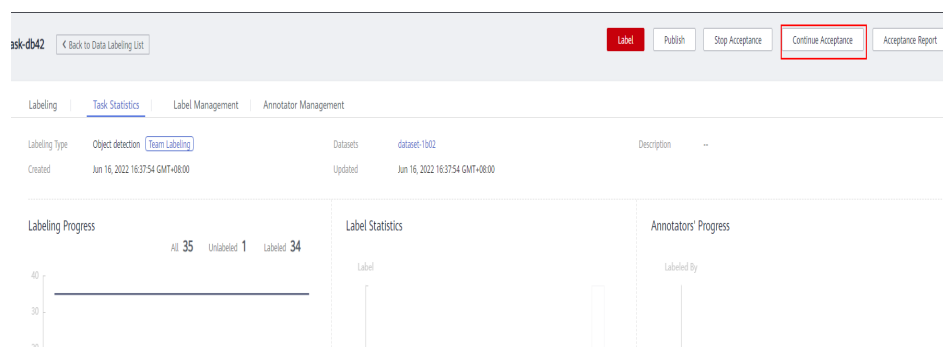 ask-db42 < Back to Data Labeling List Label Publish Stop Acceptance Continue Acceptance Acceptance Report
Labeling Task Statistics Label Management Annotator Management
Labeling Type Object detection Team Labeling Datasets dataset-1b02 Description --
Created Jun 16, 2022 16:37:54 GMT+08:00 Updated Jun 16, 2022 16:37:54 GMT+08:00
Labeling Progress Label Statistics Annotators' Progress
All 35 Unlabeled 1 Labeled 34
Label Labeled By
40
30
20